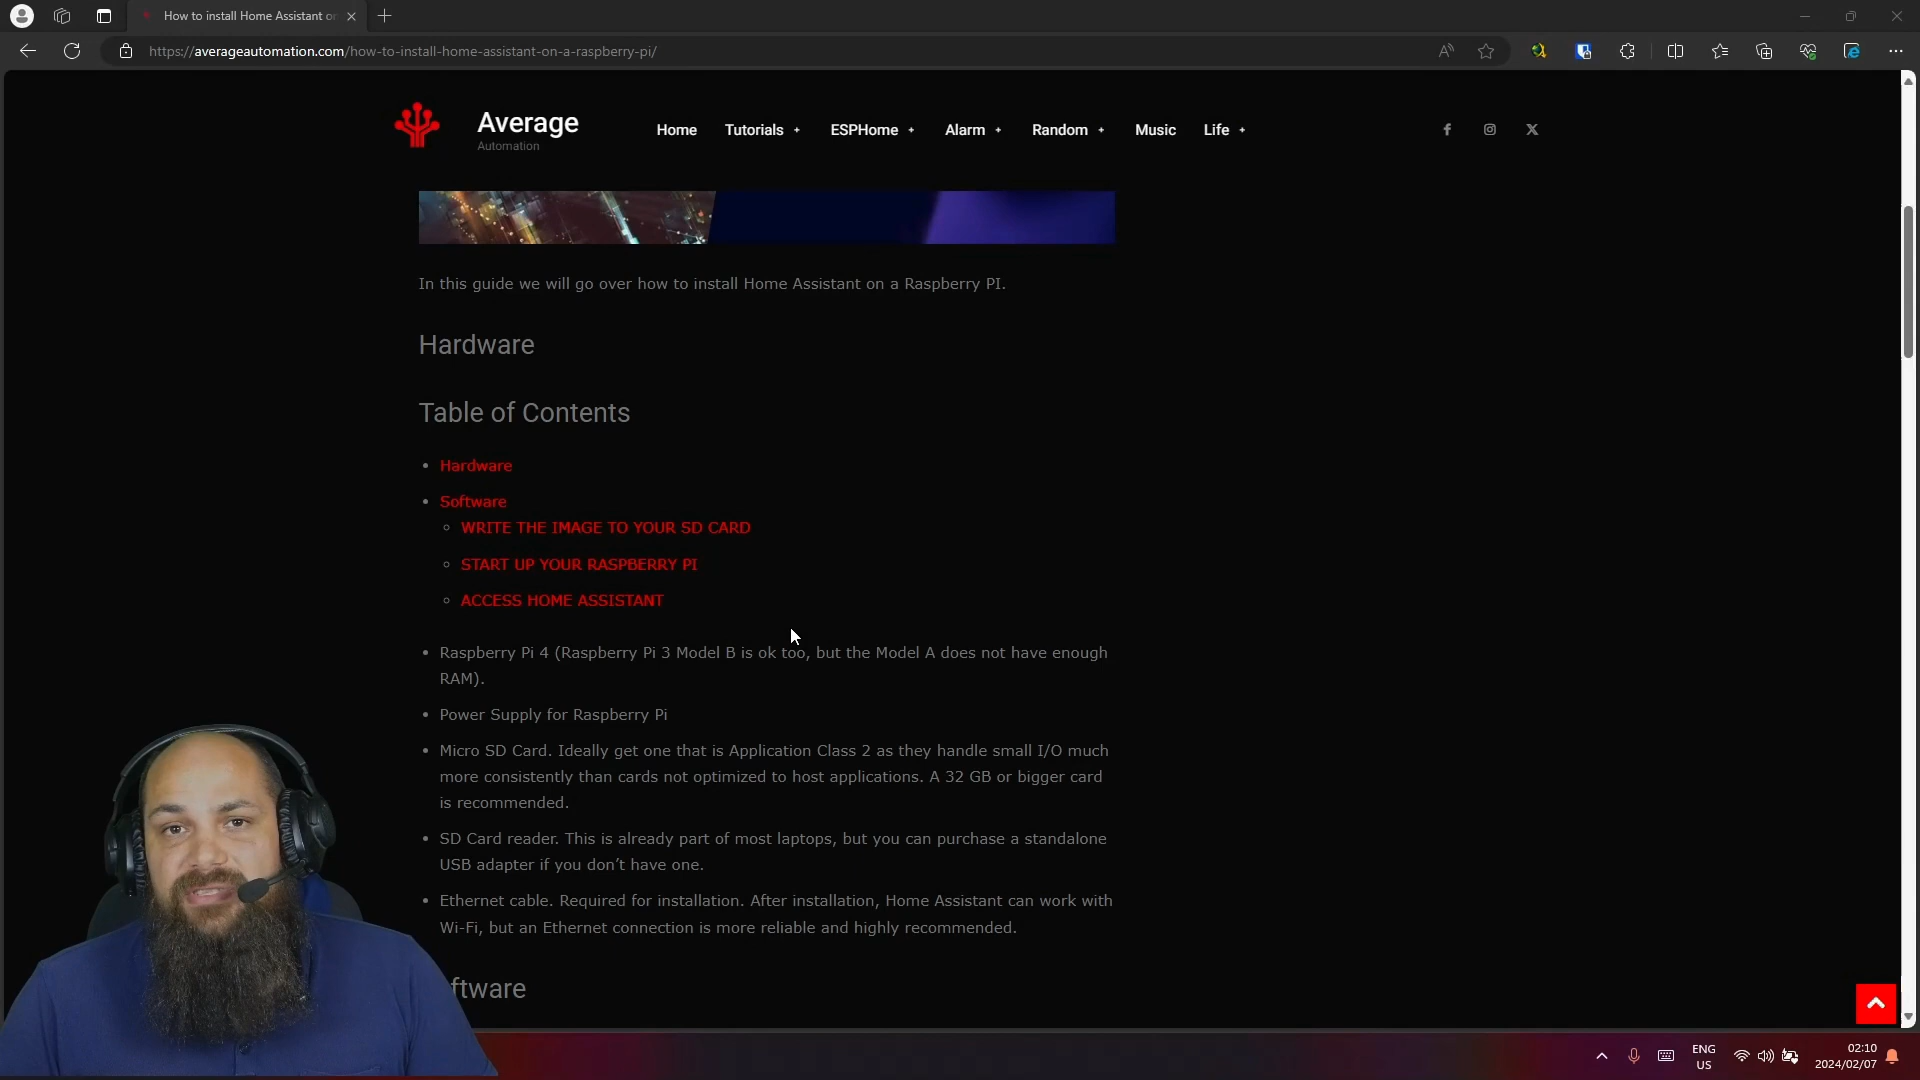 How to install Home Assistant o
https://averageautomation.com/how-to-install-home-assistant-on-a-raspberry-pi/
Average
Automation
Home
Tutorials +
ESPHome +
Alarm +
Random +
Music
Life +
In this guide we will go over how to install Home Assistant on a Raspberry PI.
Hardware
Table of Contents
Hardware
Software
WRITE THE IMAGE TO YOUR SD CARD
START UP YOUR RASPBERRY PI
ACCESS HOME ASSISTANT
Raspberry Pi 4 (Raspberry Pi 3 Model B is ok too, but the Model A does not have enough
RAM).
Power Supply for Raspberry Pi
Micro SD Card. Ideally get one that is Application Class 2 as they handle small I/O much
more consistently than cards not optimized to host applications. A 32 GB or bigger card
is recommended.
SD Card reader. This is already part of most laptops, but you can purchase a standalone
USB adapter if you don’t have one.
Ethernet cable. Required for installation. After installation, Home Assistant can work with
Wi-Fi, but an Ethernet connection is more reliable and highly recommended.
ftware
ENG
US
02:10
2024/02/07